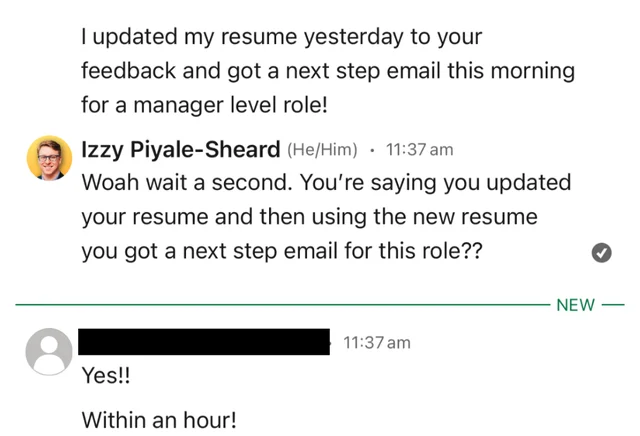 I updated my resume yesterday to your
feedback and got a next step email this morning
for a manager level role!
Izzy Piyale-Sheard (He/Him) • 11:37 am
Woah wait a second. You’re saying you updated
your resume and then using the new resume
you got a next step email for this role??
NEW
11:37 am
Yes!!
Within an hour!